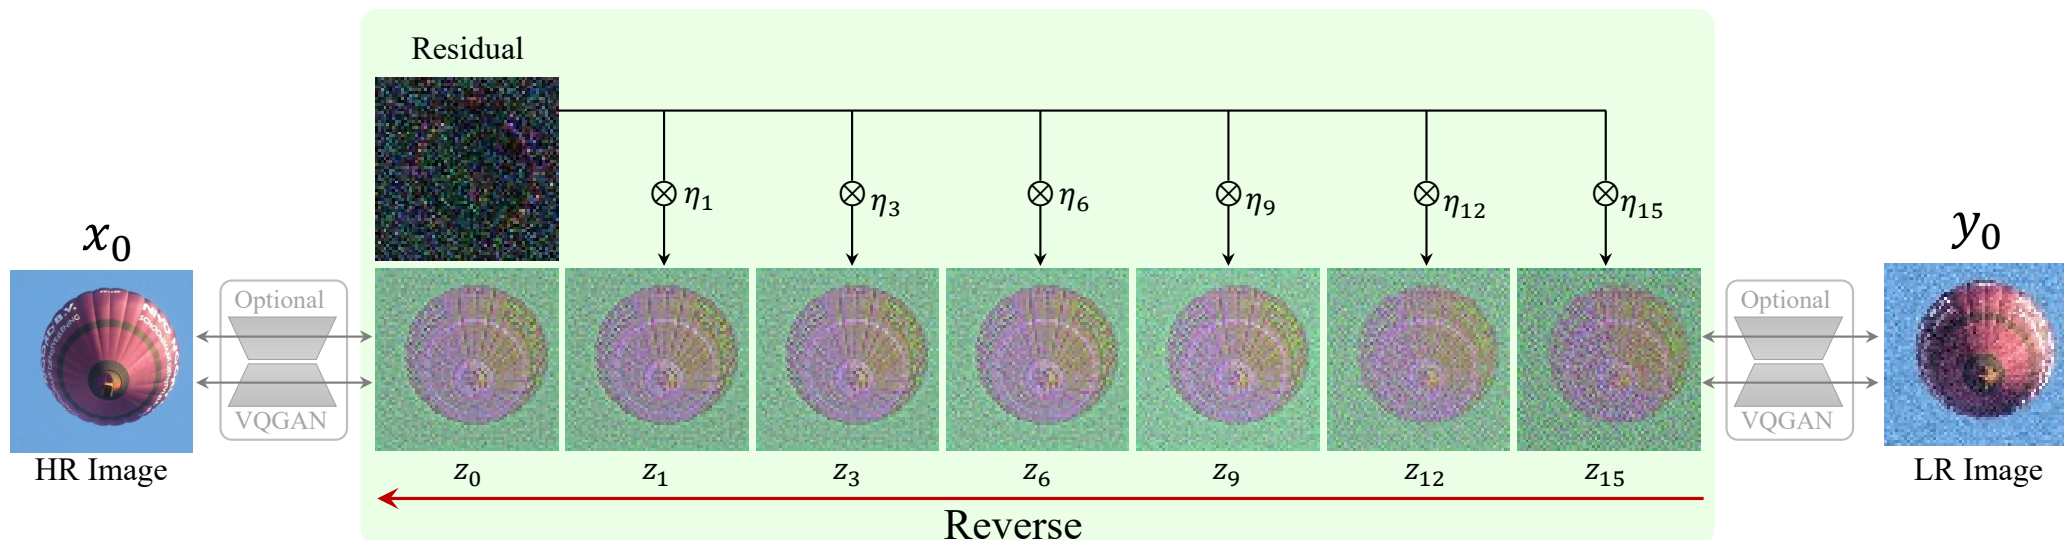 Residual
η₁ η₃ η₆ η₉ η₁₂ η₁₅
x₀
y₀
Optional
VQGAN
Optional
VQGAN
HR Image
z₀ z₁ z₃ z₆ z₉ z₁₂ z₁₅
LR Image
Reverse